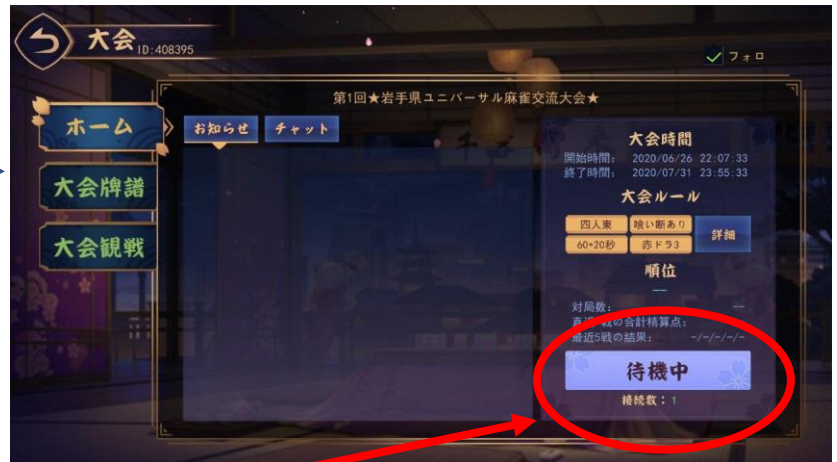 大会 ID:408395
フォロ
第1回★岩手県ユニバーサル麻雀交流大会★
ホーム
お知らせ チャット
大会牌譜
大会観戦
大会時間
開始時間: 2020/06/26 22:07:33
終了時間: 2020/07/31 23:55:33
大会ルール
四人東 喰い断あり
60+20秒 赤ドラ3
詳細
順位
--
対局数: --
戦の合計精算点:
最近5戦の結果: -/-/-/-/-
待機中
接続数:1